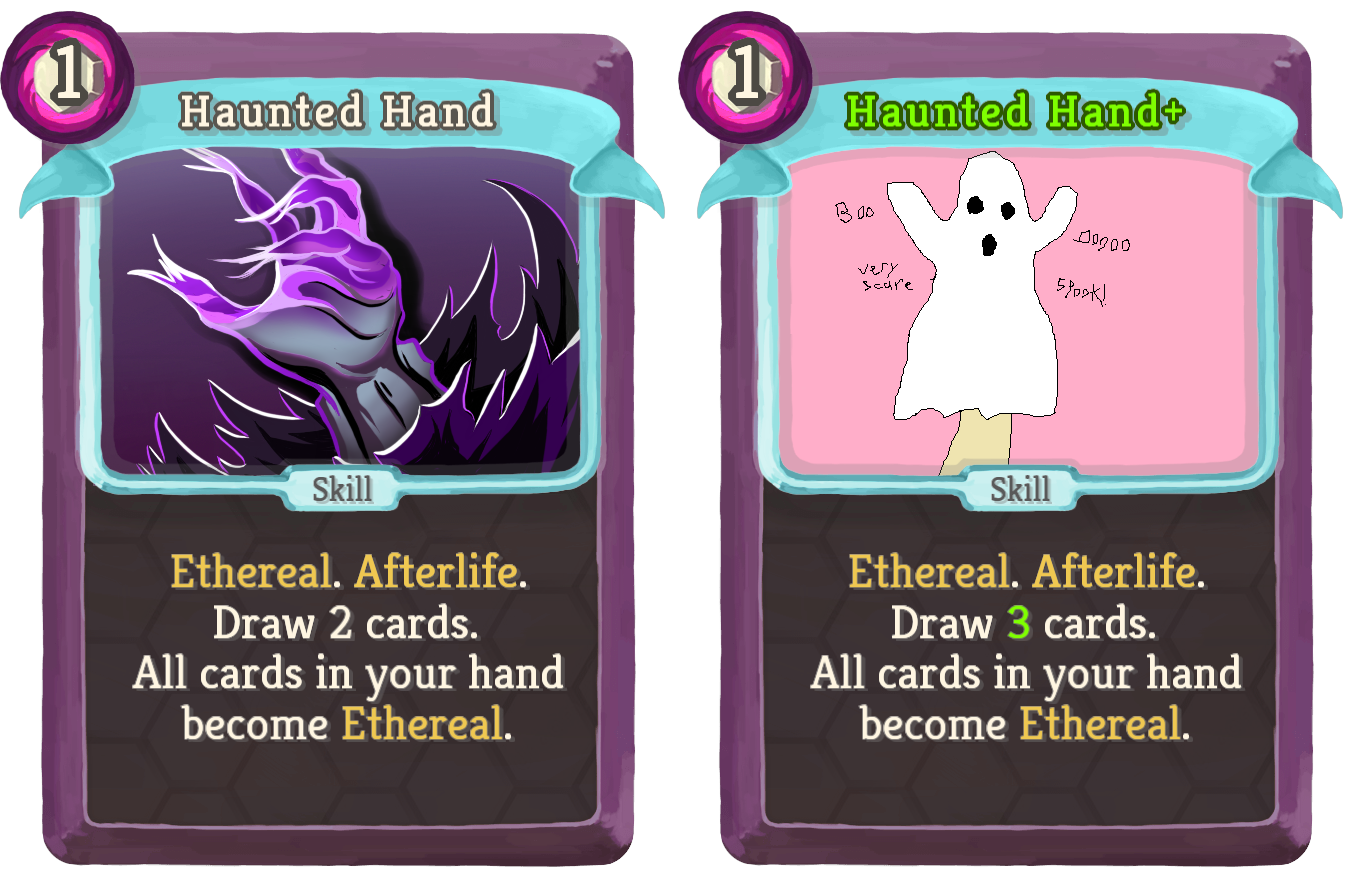 1
Haunted Hand
Skill
Ethereal. Afterlife.
Draw 2 cards.
All cards in your hand
become Ethereal.
1
Haunted Hand+
Boo
ooooo
very
scare
spook!
Skill
Ethereal. Afterlife.
Draw 3 cards.
All cards in your hand
become Ethereal.